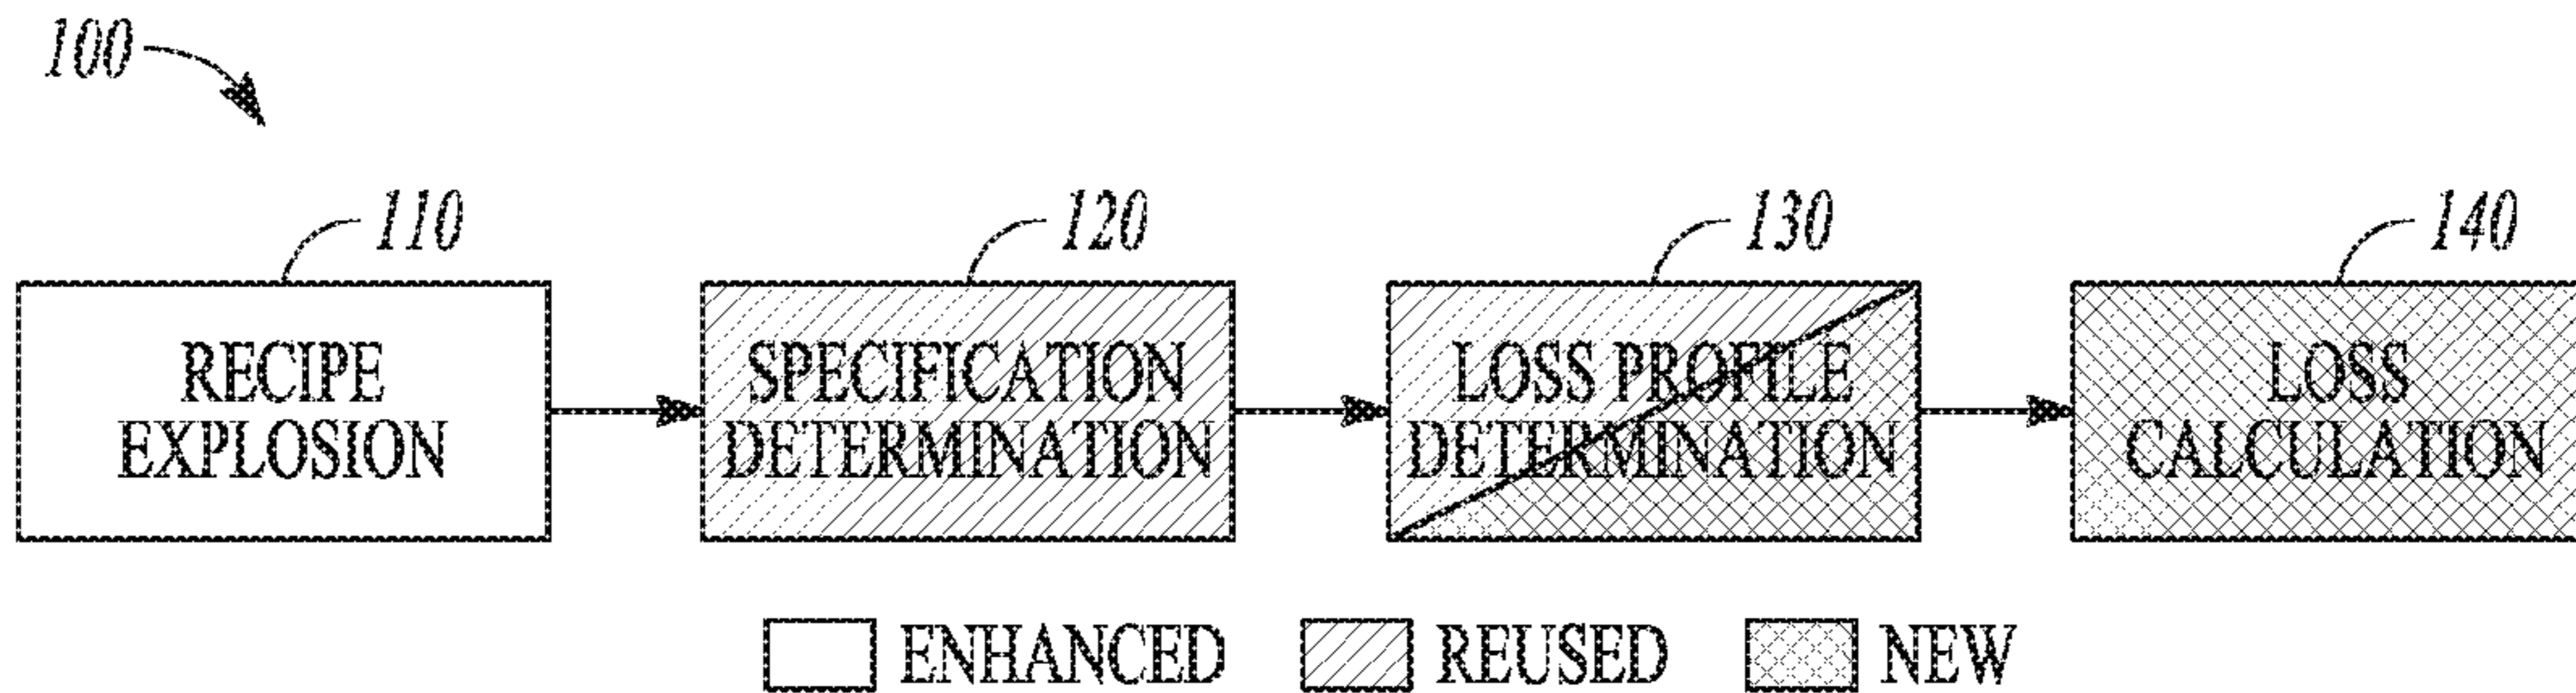 100
110
120
130
140
RECIPE
EXPLOSION
SPECIFICATION
DETERMINATION
LOSS PROFILE
DETERMINATION
LOSS
CALCULATION
ENHANCED
REUSED
NEW